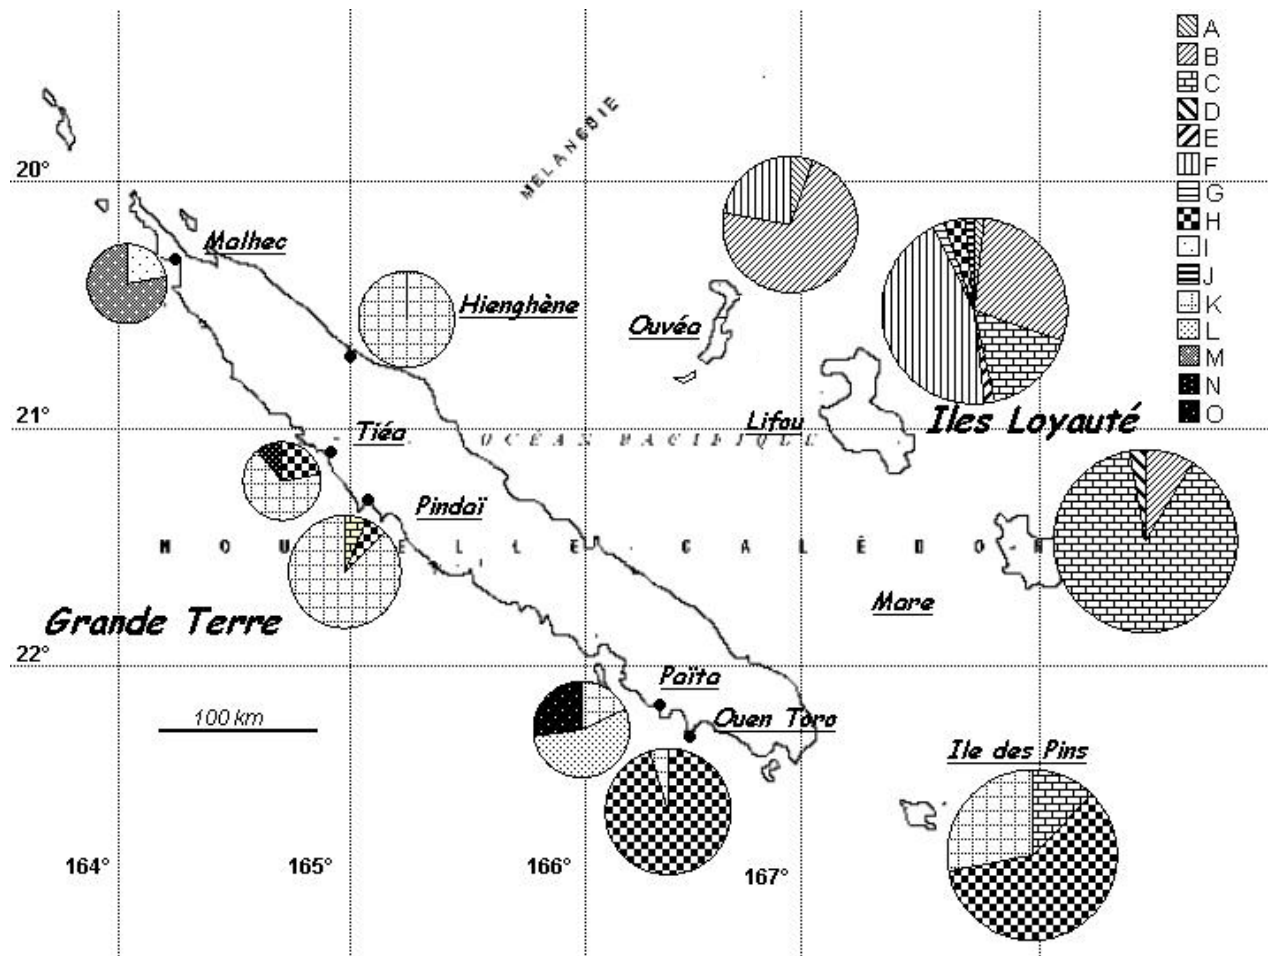 A
B
C
D
E
F
G
H
I
J
K
L
M
N
O
MELANESIE
20°
Malhec
Hienghène
Ouvéa
21°
Lifou
Iles Loyauté
Tiéa
OCÉAN PACIFIQUE
Pindaï
Mare
Grande Terre
22°
Païta
100 km
Ouen Toro
Ile des Pins
164°
165°
166°
167°